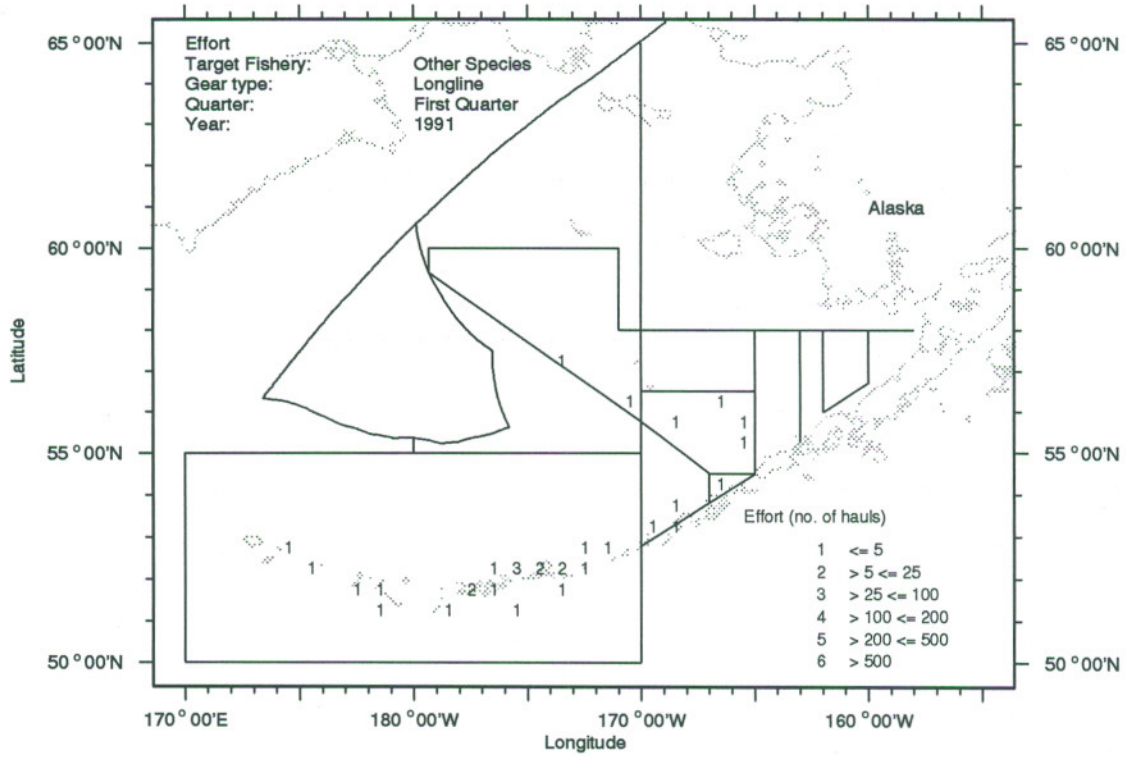 65°00'N
65°00'N
Effort
Target Fishery: Other Species
Gear type: Longline
Quarter: First Quarter
Year: 1991
Alaska
60°00'N
60°00'N
Latitude
1
1 1
1 1
1
55°00'N
55°00'N
1
1
1 1
Effort (no. of hauls)
1 1 1
1 <= 5
1 1 3 2 2 1
2 > 5 <= 25
1 1 2 1 1
3 > 25 <= 100
1 1 1
4 > 100 <= 200
5 > 200 <= 500
6 > 500
50°00'N
50°00'N
170°00'E 180°00'W 170°00'W 160°00'W
Longitude